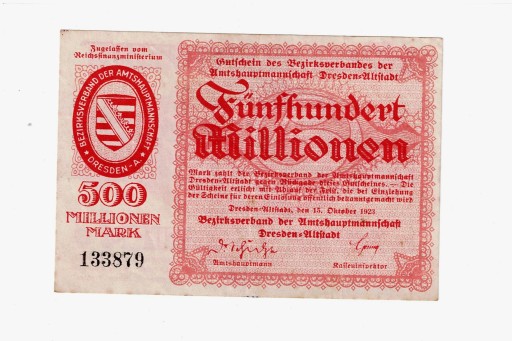 Zugelassen vom
Reichsfinanzministerium
BEZIRKSVERBAND DER AMTSHAUPTMANNSCHAFT
DRESDEN-A.
500
MILLIONEN
MARK
133879
Gutschein des Bezirksverbandes der
Amtshauptmannschaft Dresden-Altstadt
Fünfhundert
Millionen
Mark zahlt der Bezirksverband der Amtshauptmannschaft
Dresden-Altstadt gegen Rückgabe dieses Gutscheines. — Die
Gültigkeit erlischt mit Ablauf der Frist, die bei Einziehung
der Scheine für deren Einlösung öffentlich bekanntgemacht wird
Dresden-Altstadt, den 15. Oktober 1923
Bezirksverband der Amtshauptmannschaft
Dresden-Altstadt
Amtshauptmann
Kasseninspektor